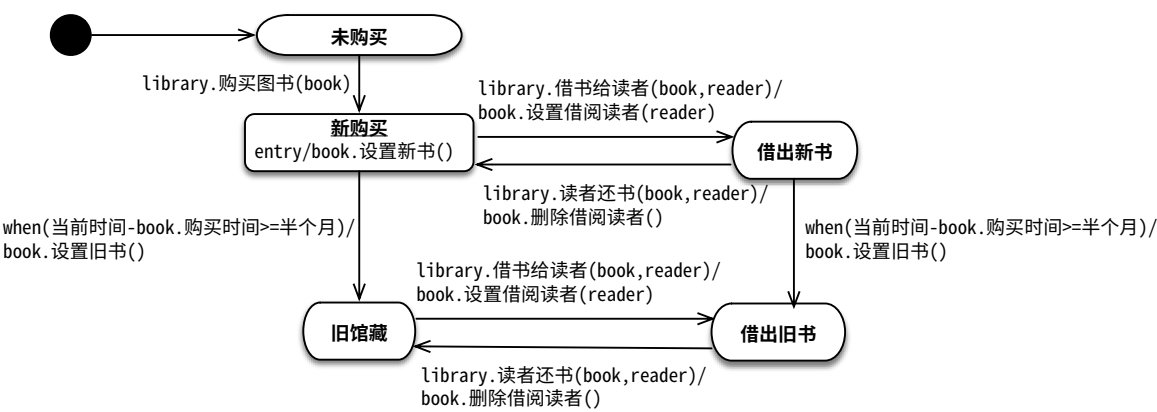 未购买
library.购买图书(book)
library.借书给读者(book,reader)/
book.设置借阅读者(reader)
新购买
entry/book.设置新书()
借出新书
library.读者还书(book,reader)/
book.删除借阅读者()
when(当前时间-book.购买时间>=半个月)/
book.设置旧书()
when(当前时间-book.购买时间>=半个月)/
book.设置旧书()
library.借书给读者(book,reader)/
book.设置借阅读者(reader)
旧馆藏
借出旧书
library.读者还书(book,reader)/
book.删除借阅读者()